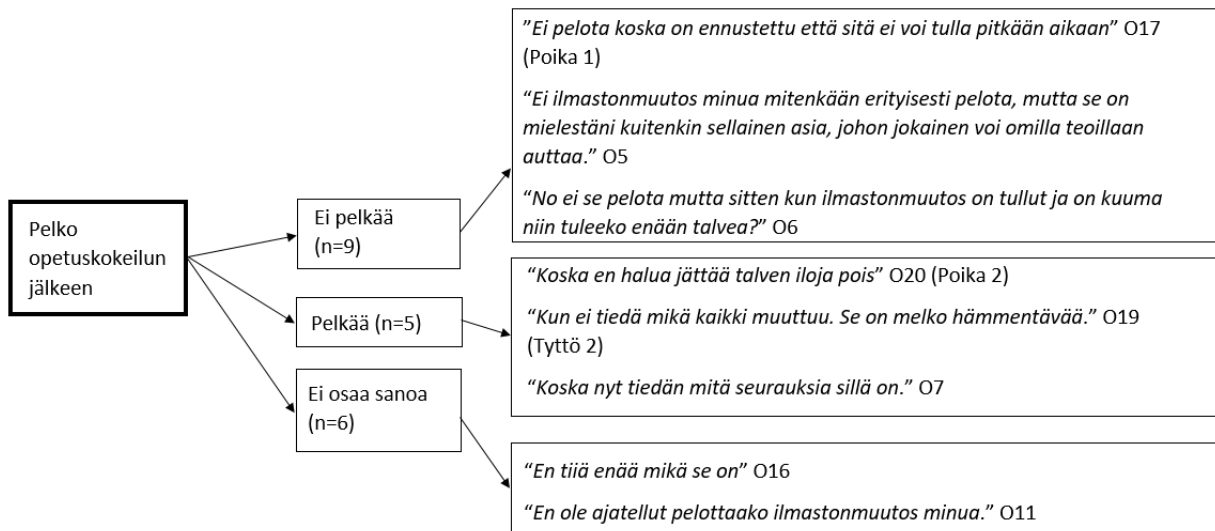 ”Ei pelota koska on ennustettu että sitä ei voi tulla pitkään aikaan” O17
(Poika 1)
“Ei ilmastonmuutos minua mitenkään erityisesti pelota, mutta se on
mielestäni kuitenkin sellainen asia, johon jokainen voi omilla teoillaan
auttaa.” O5
“No ei se pelota mutta sitten kun ilmastonmuutos on tullut ja on kuuma
niin tuleeko enään talvea?” O6
Pelko
opetuskokeilun
jälkeen
Ei pelkää
(n=9)
Pelkää (n=5)
“Koska en halua jättää talven iloja pois” O20 (Poika 2)
“Kun ei tiedä mikä kaikki muuttuu. Se on melko hämmentävää.” O19
(Tyttö 2)
“Koska nyt tiedän mitä seurauksia sillä on.” O7
Ei osaa sanoa
(n=6)
“En tiiä enää mikä se on” O16
“En ole ajatellut pelottaako ilmastonmuutos minua.” O11